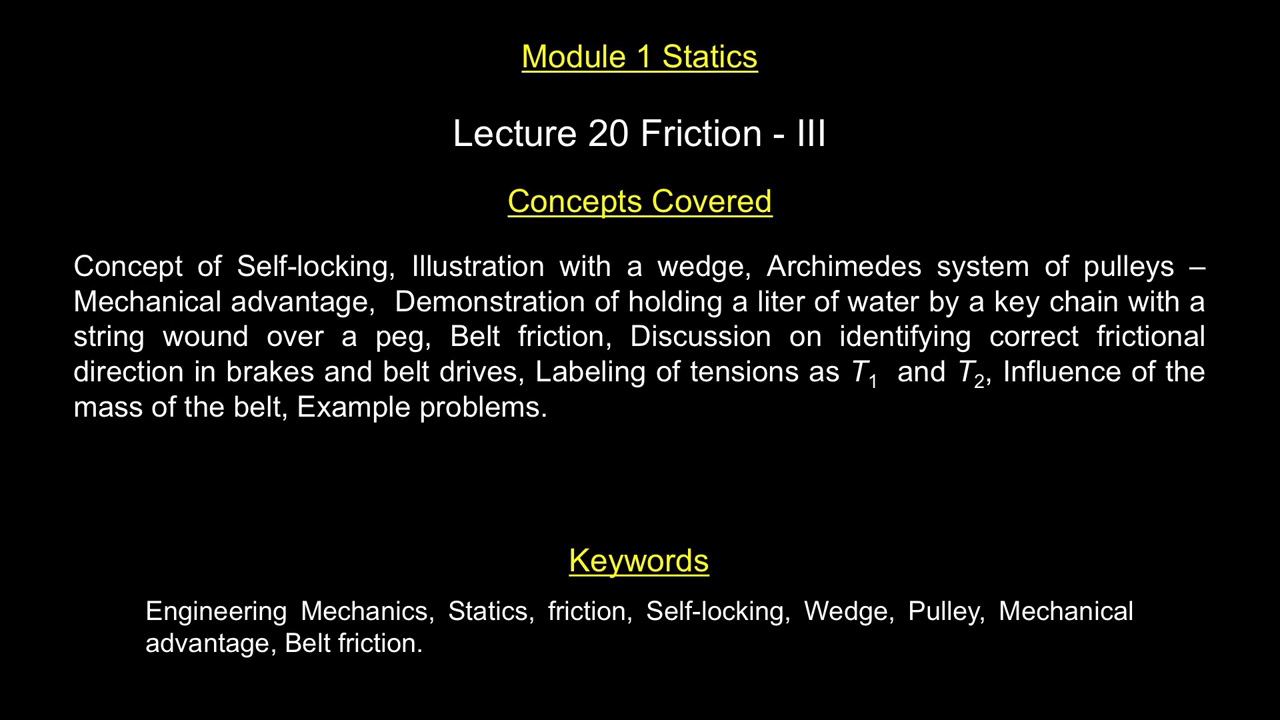 Module 1 Statics
Lecture 20 Friction - III
Concepts Covered
Concept of Self-locking, Illustration with a wedge, Archimedes system of pulleys –
Mechanical advantage, Demonstration of holding a liter of water by a key chain with a
string wound over a peg, Belt friction, Discussion on identifying correct frictional
direction in brakes and belt drives, Labeling of tensions as T1 and T2, Influence of the
mass of the belt, Example problems.
Keywords
Engineering Mechanics, Statics, friction, Self-locking, Wedge, Pulley, Mechanical
advantage, Belt friction.